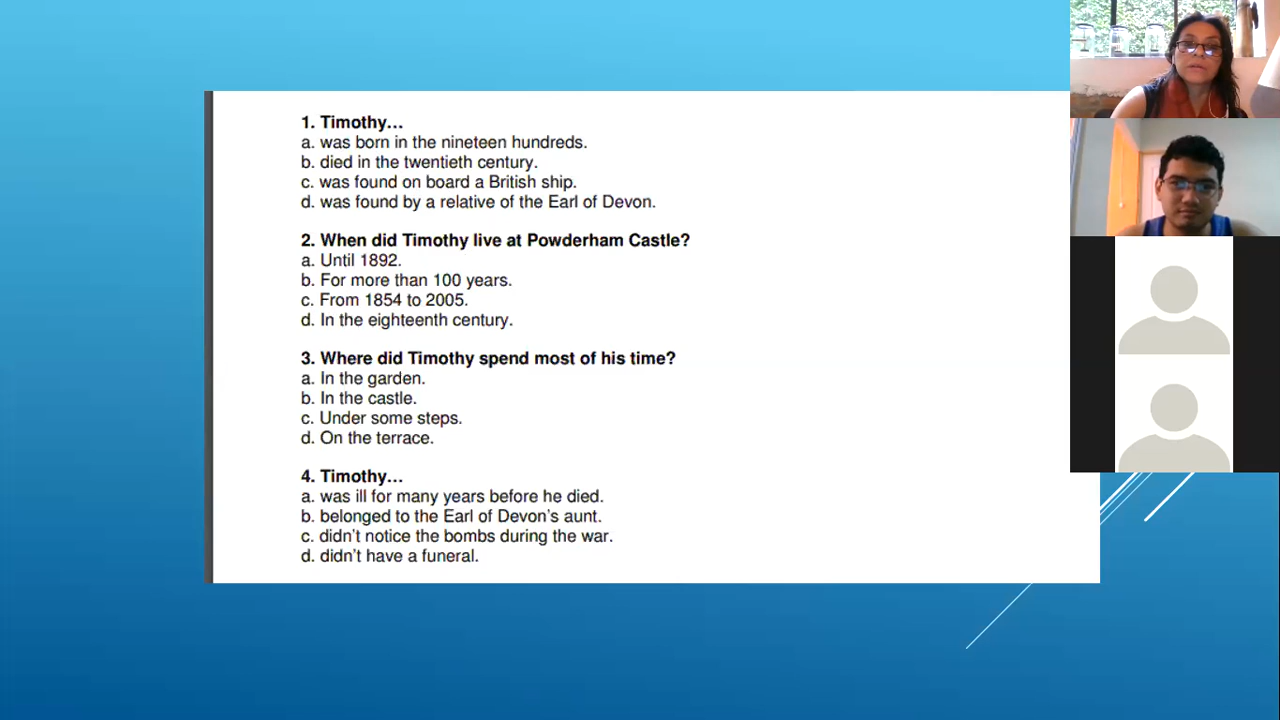 1. Timothy…
a. was born in the nineteen hundreds.
b. died in the twentieth century.
c. was found on board a British ship.
d. was found by a relative of the Earl of Devon.
2. When did Timothy live at Powderham Castle?
a. Until 1892.
b. For more than 100 years.
c. From 1854 to 2005.
d. In the eighteenth century.
3. Where did Timothy spend most of his time?
a. In the garden.
b. In the castle.
c. Under some steps.
d. On the terrace.
4. Timothy…
a. was ill for many years before he died.
b. belonged to the Earl of Devon’s aunt.
c. didn’t notice the bombs during the war.
d. didn’t have a funeral.